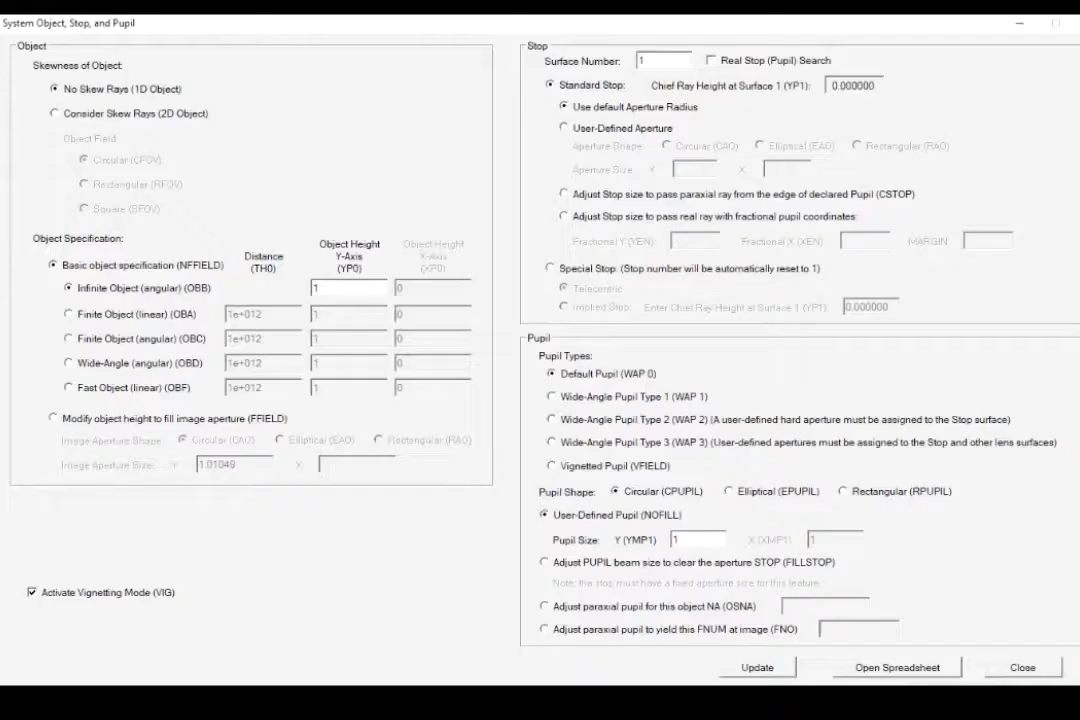 System Object, Stop, and Pupil
Object
Skewness of Object:
No Skew Rays (1D Object)
Consider Skew Rays (2D Object)
Object Field
Circular (CFOV)
Rectangular (RFOV)
Square (SFOV)
Object Specification:
Distance (TH0)
Object Height Y-Axis (YP0)
Object Height X-Axis (XP0)
Basic object specification (NFFIELD)
Infinite Object (angular) (OBB) 1 0
Finite Object (linear) (OBA) 1e+012 1 0
Finite Object (angular) (OBC) 1e+012 1 0
Wide-Angle (angular) (OBD) 1e+012 1 0
Fast Object (linear) (OBF) 1e+012 1 0
Modify object height to fill image aperture (FFIELD)
Image Aperture Shape: Circular (CAO) Elliptical (EAO) Rectangular (RAO)
Image Aperture Size: Y 1.01049 X
Activate Vignetting Mode (VIG)
Stop
Surface Number: 1 Real Stop (Pupil) Search
Standard Stop: Chief Ray Height at Surface 1 (YP1): 0.000000
Use default Aperture Radius
User-Defined Aperture
Aperture Shape: Circular (CAO) Elliptical (EAO) Rectangular (RAO)
Aperture Size: Y X
Adjust Stop size to pass paraxial ray from the edge of declared Pupil (CSTOP)
Adjust Stop size to pass real ray with fractional pupil coordinates:
Fractional Y (YEN): Fractional X (XEN): MARGIN
Special Stop: (Stop number will be automatically reset to 1)
Telecentric
Implied Stop: Enter Chief Ray Height at Surface 1 (YP1): 0.000000
Pupil
Pupil Types:
Default Pupil (WAP 0)
Wide-Angle Pupil Type 1 (WAP 1)
Wide-Angle Pupil Type 2 (WAP 2) (A user-defined hard aperture must be assigned to the Stop surface)
Wide-Angle Pupil Type 3 (WAP 3) (User-defined apertures must be assigned to the Stop and other lens surfaces)
Vignetted Pupil (VFIELD)
Pupil Shape: Circular (CPUPIL) Elliptical (EPUPIL) Rectangular (RPUPIL)
User-Defined Pupil (NOFILL)
Pupil Size: Y (YMP1) 1 X (XMP1) 1
Adjust PUPIL beam size to clear the aperture STOP (FILLSTOP)
Note: the stop must have a fixed aperture size for this feature.
Adjust paraxial pupil for this object NA (OSNA)
Adjust paraxial pupil to yield this FNUM at image (FNO)
Update Open Spreadsheet Close